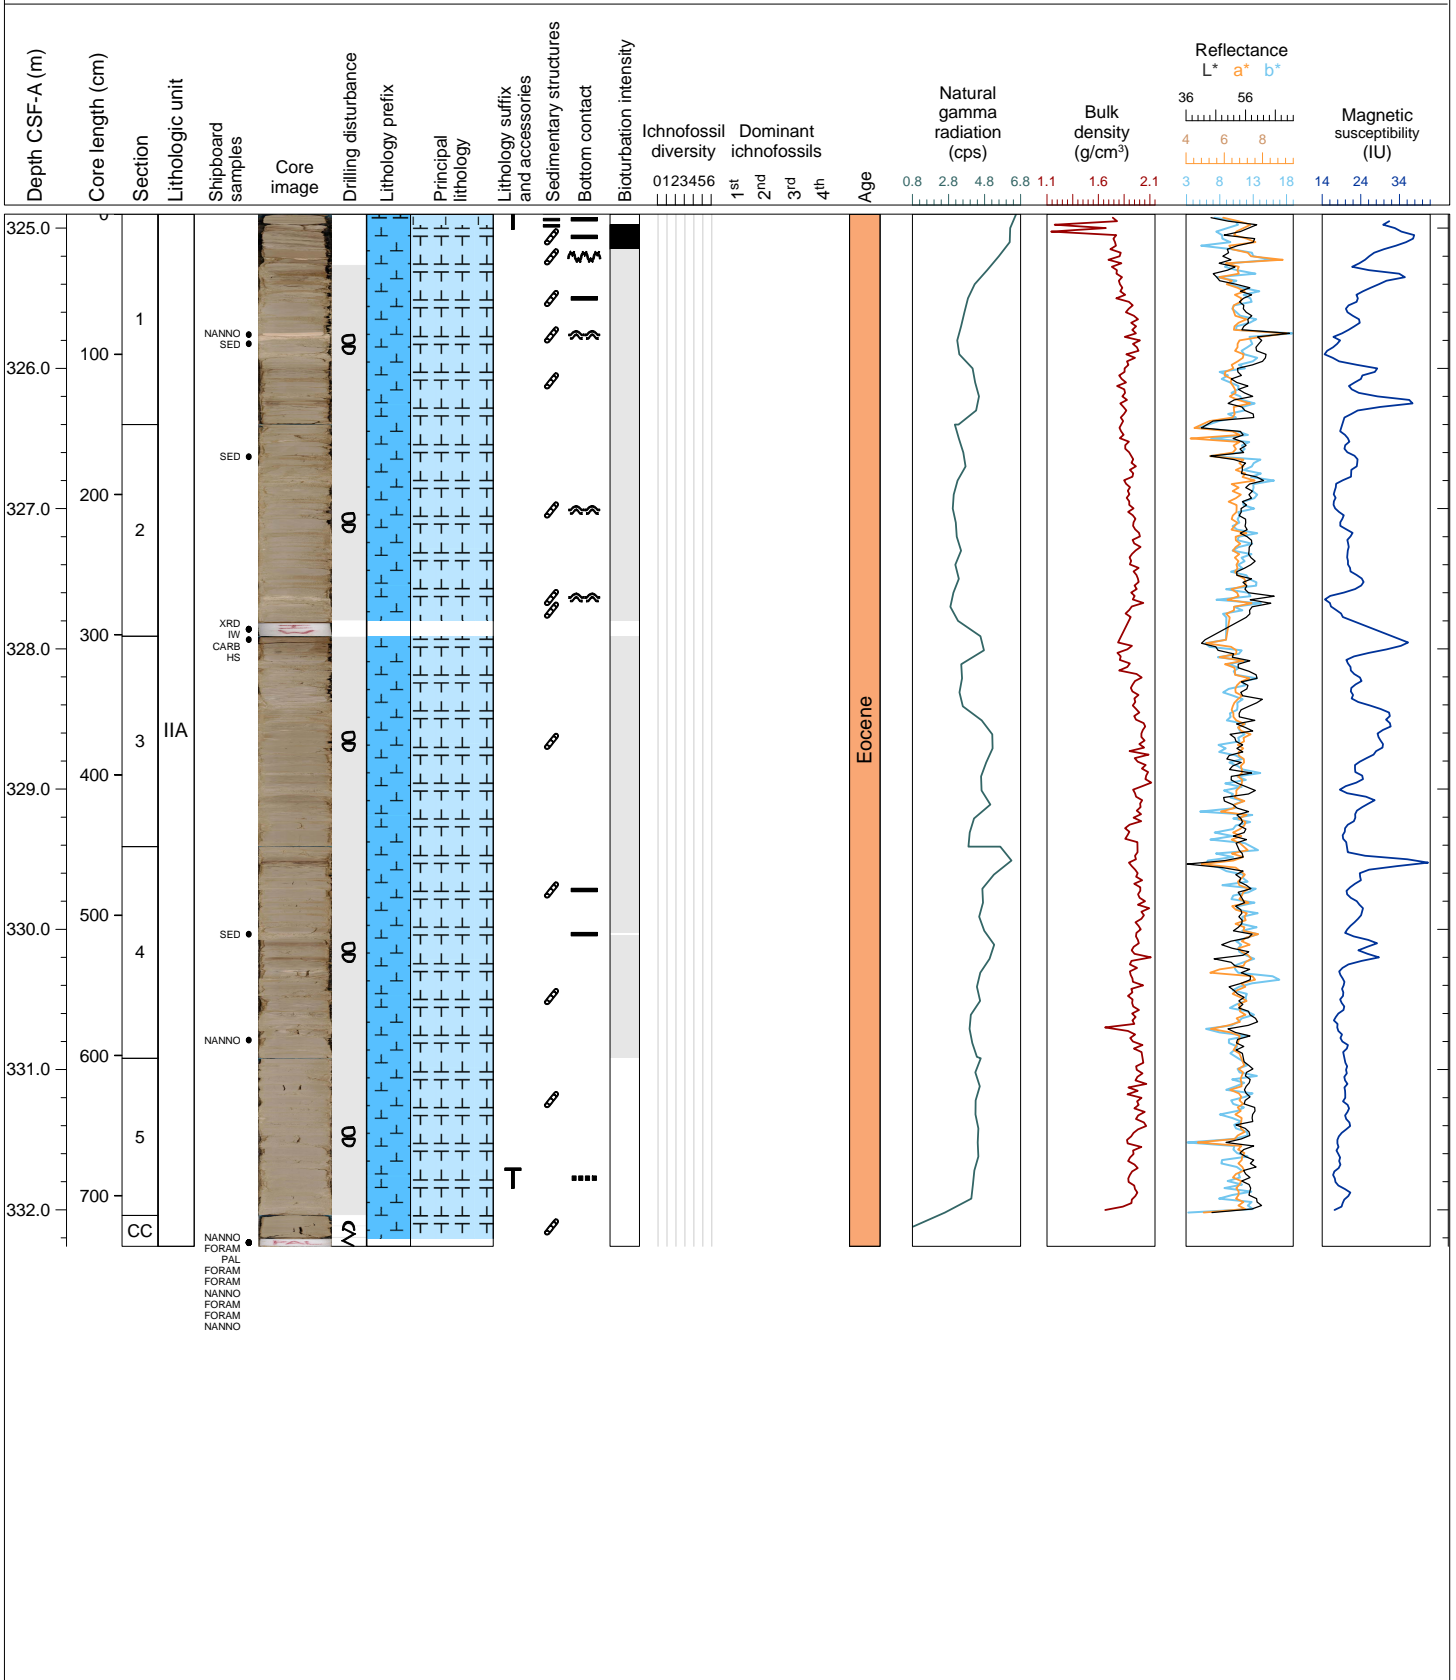 Depth CSF-A (m)
Core length (cm)
Section
Lithologic unit
Shipboard
samples
Core
image
Drilling disturbance
Lithology prefix
Principal
lithology
Lithology suffix
and accessories
Sedimentary structures
Bottom contact
Bioturbation intensity
Ichnofossil
diversity
0123456
Dominant
ichnofossils
1st
2nd
3rd
4th
Age
Natural
gamma
radiation
(cps)
0.8 2.8 4.8 6.8
Bulk
density
(g/cm³)
1.1 1.6 2.1
Reflectance
L* a* b*
36 56
4 6 8
3 8 13 18
Magnetic
susceptibility
(IU)
14 24 34
325.0
326.0
327.0
328.0
329.0
330.0
331.0
332.0
0
100
200
300
400
500
600
700
1
2
3
4
5
CC
IIA
NANNO
SED
SED
XRD
IW
CARB
HS
SED
NANNO
NANNO
FORAM
PAL
FORAM
FORAM
NANNO
FORAM
FORAM
NANNO
PAL
Eocene